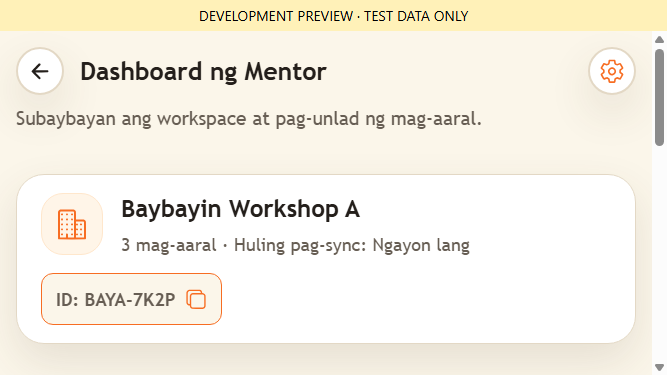 DEVELOPMENT PREVIEW · TEST DATA ONLY
Dashboard ng Mentor
Subaybayan ang workspace at pag-unlad ng mag-aaral.
Baybayin Workshop A
3 mag-aaral · Huling pag-sync: Ngayon lang
ID: BAYA-7K2P